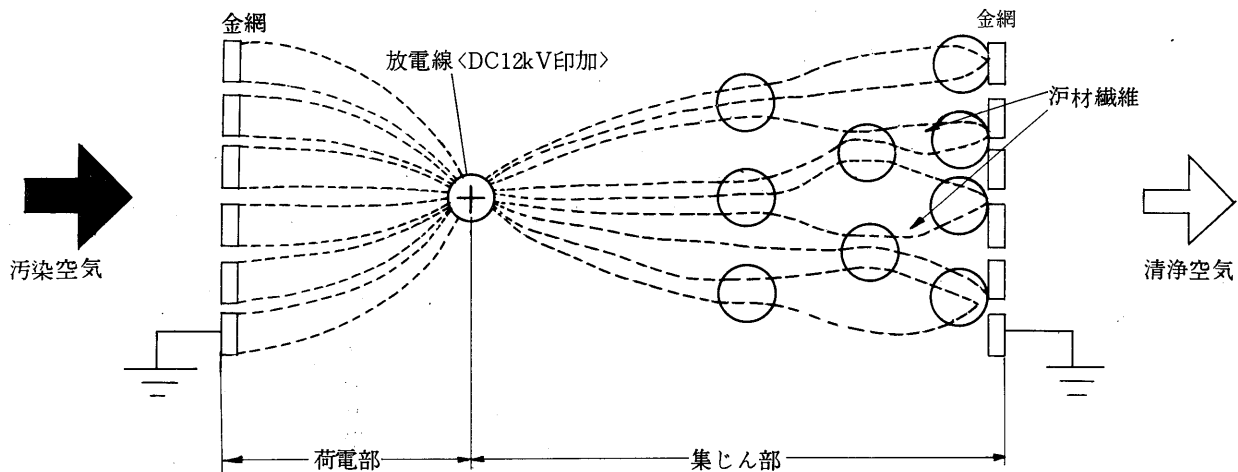 金網
放電線<DC12kV印加>
金網
沪材繊維
汚染空気
+
清浄空気
荷電部
集じん部